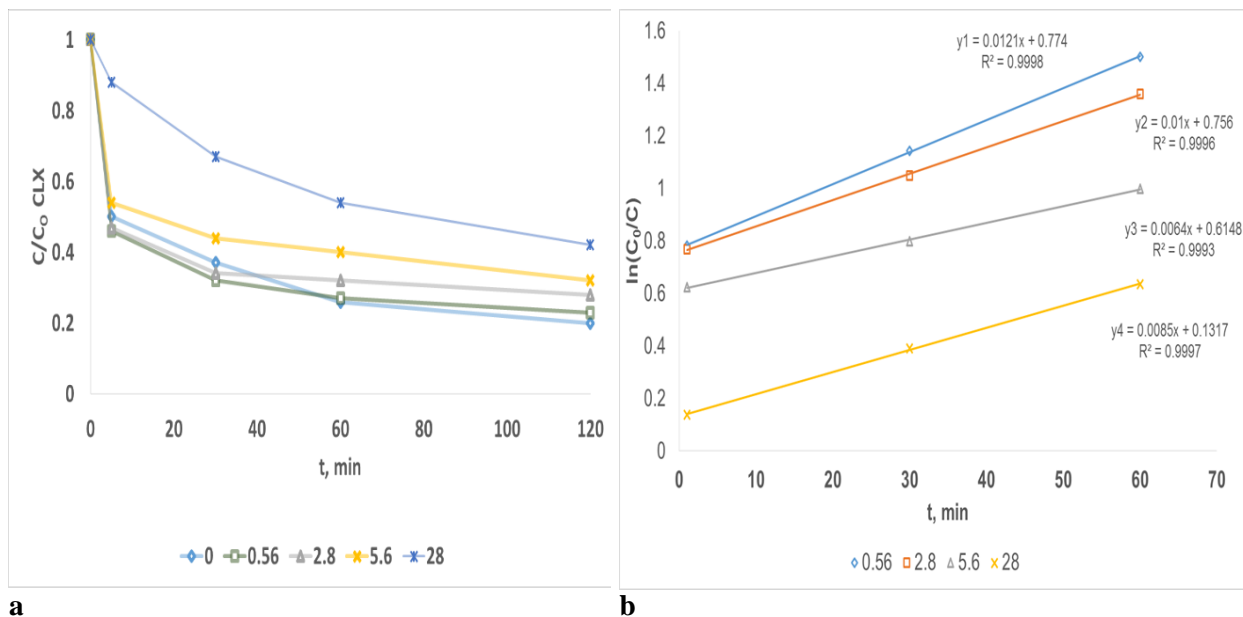 1
0.8
0.6
0.4
0.2
0
C/C₀ CLX
0 20 40 60 80 100 120
t, min
0 0.56 2.8 5.6 28
a
1.6
1.4
1.2
1
0.8
0.6
0.4
0.2
0
ln(C₀/C)
y1 = 0.0121x + 0.774
R² = 0.9998
y2 = 0.01x + 0.756
R² = 0.9996
y3 = 0.0064x + 0.6148
R² = 0.9993
y4 = 0.0085x + 0.1317
R² = 0.9997
0 10 20 30 40 50 60 70
t, min
0.56 2.8 5.6 28
b